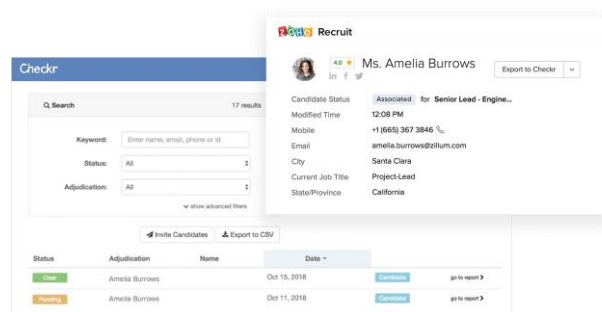 ZOHO Recruit
4.0 ★ Ms. Amelia Burrows
Export to Checkr
Candidate Status Associated for Senior Lead - Engine...
Modified Time 12:08 PM
Mobile +1 (665) 367 3846
Email amelia.burrows@zillum.com
City Santa Clara
Current Job Title Project-Lead
State/Province California
Checkr
Search 17 results
Keyword: Enter name, email, phone or id
Status: All
Adjudication: All
show advanced filters
Invite Candidates Export to CSV
Status Adjudication Name Date
Clear Amelia Burrows Oct 15, 2018 Candidate go to report
Pending Amelia Burrows Oct 11, 2018 Candidate go to report